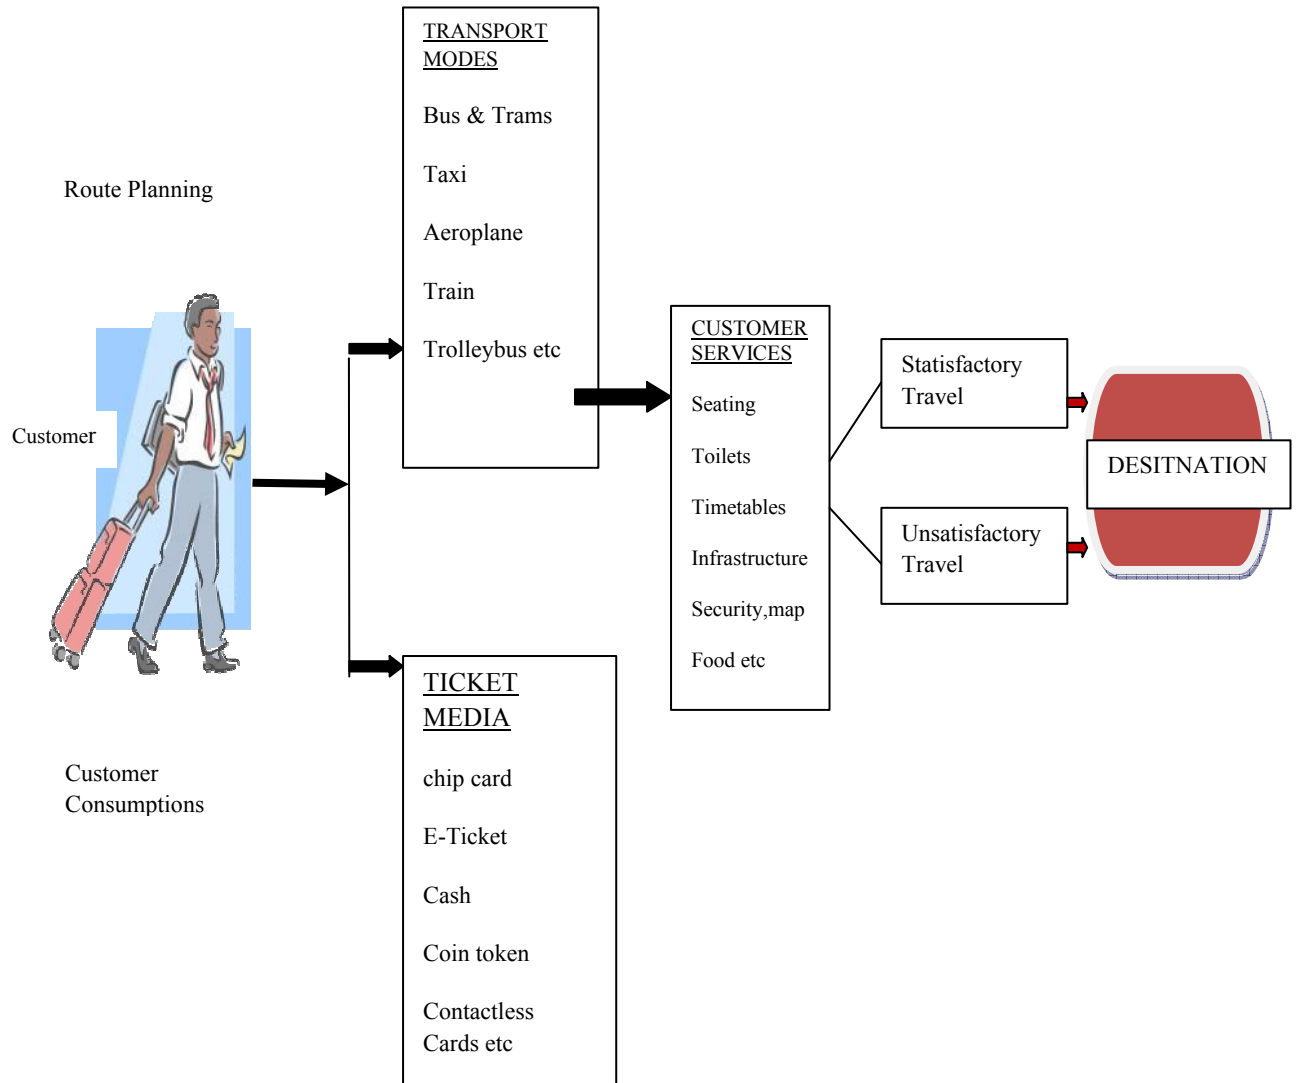 Route Planning
Customer
Customer
Consumptions
TRANSPORT
MODES
Bus & Trams
Taxi
Aeroplane
Train
Trolleybus etc
TICKET
MEDIA
chip card
E-Ticket
Cash
Coin token
Contactless
Cards etc
CUSTOMER
SERVICES
Seating
Toilets
Timetables
Infrastructure
Security,map
Food etc
Statisfactory
Travel
Unsatisfactory
Travel
DESITNATION